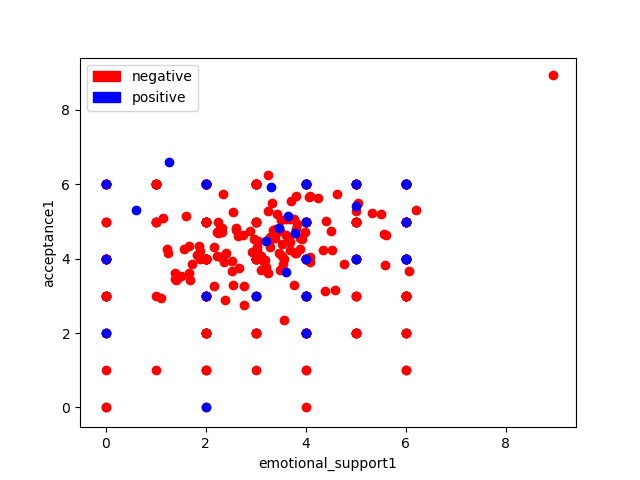 negative
positive
8
6
4
2
0
acceptance1
0 2 4 6 8
emotional_support1